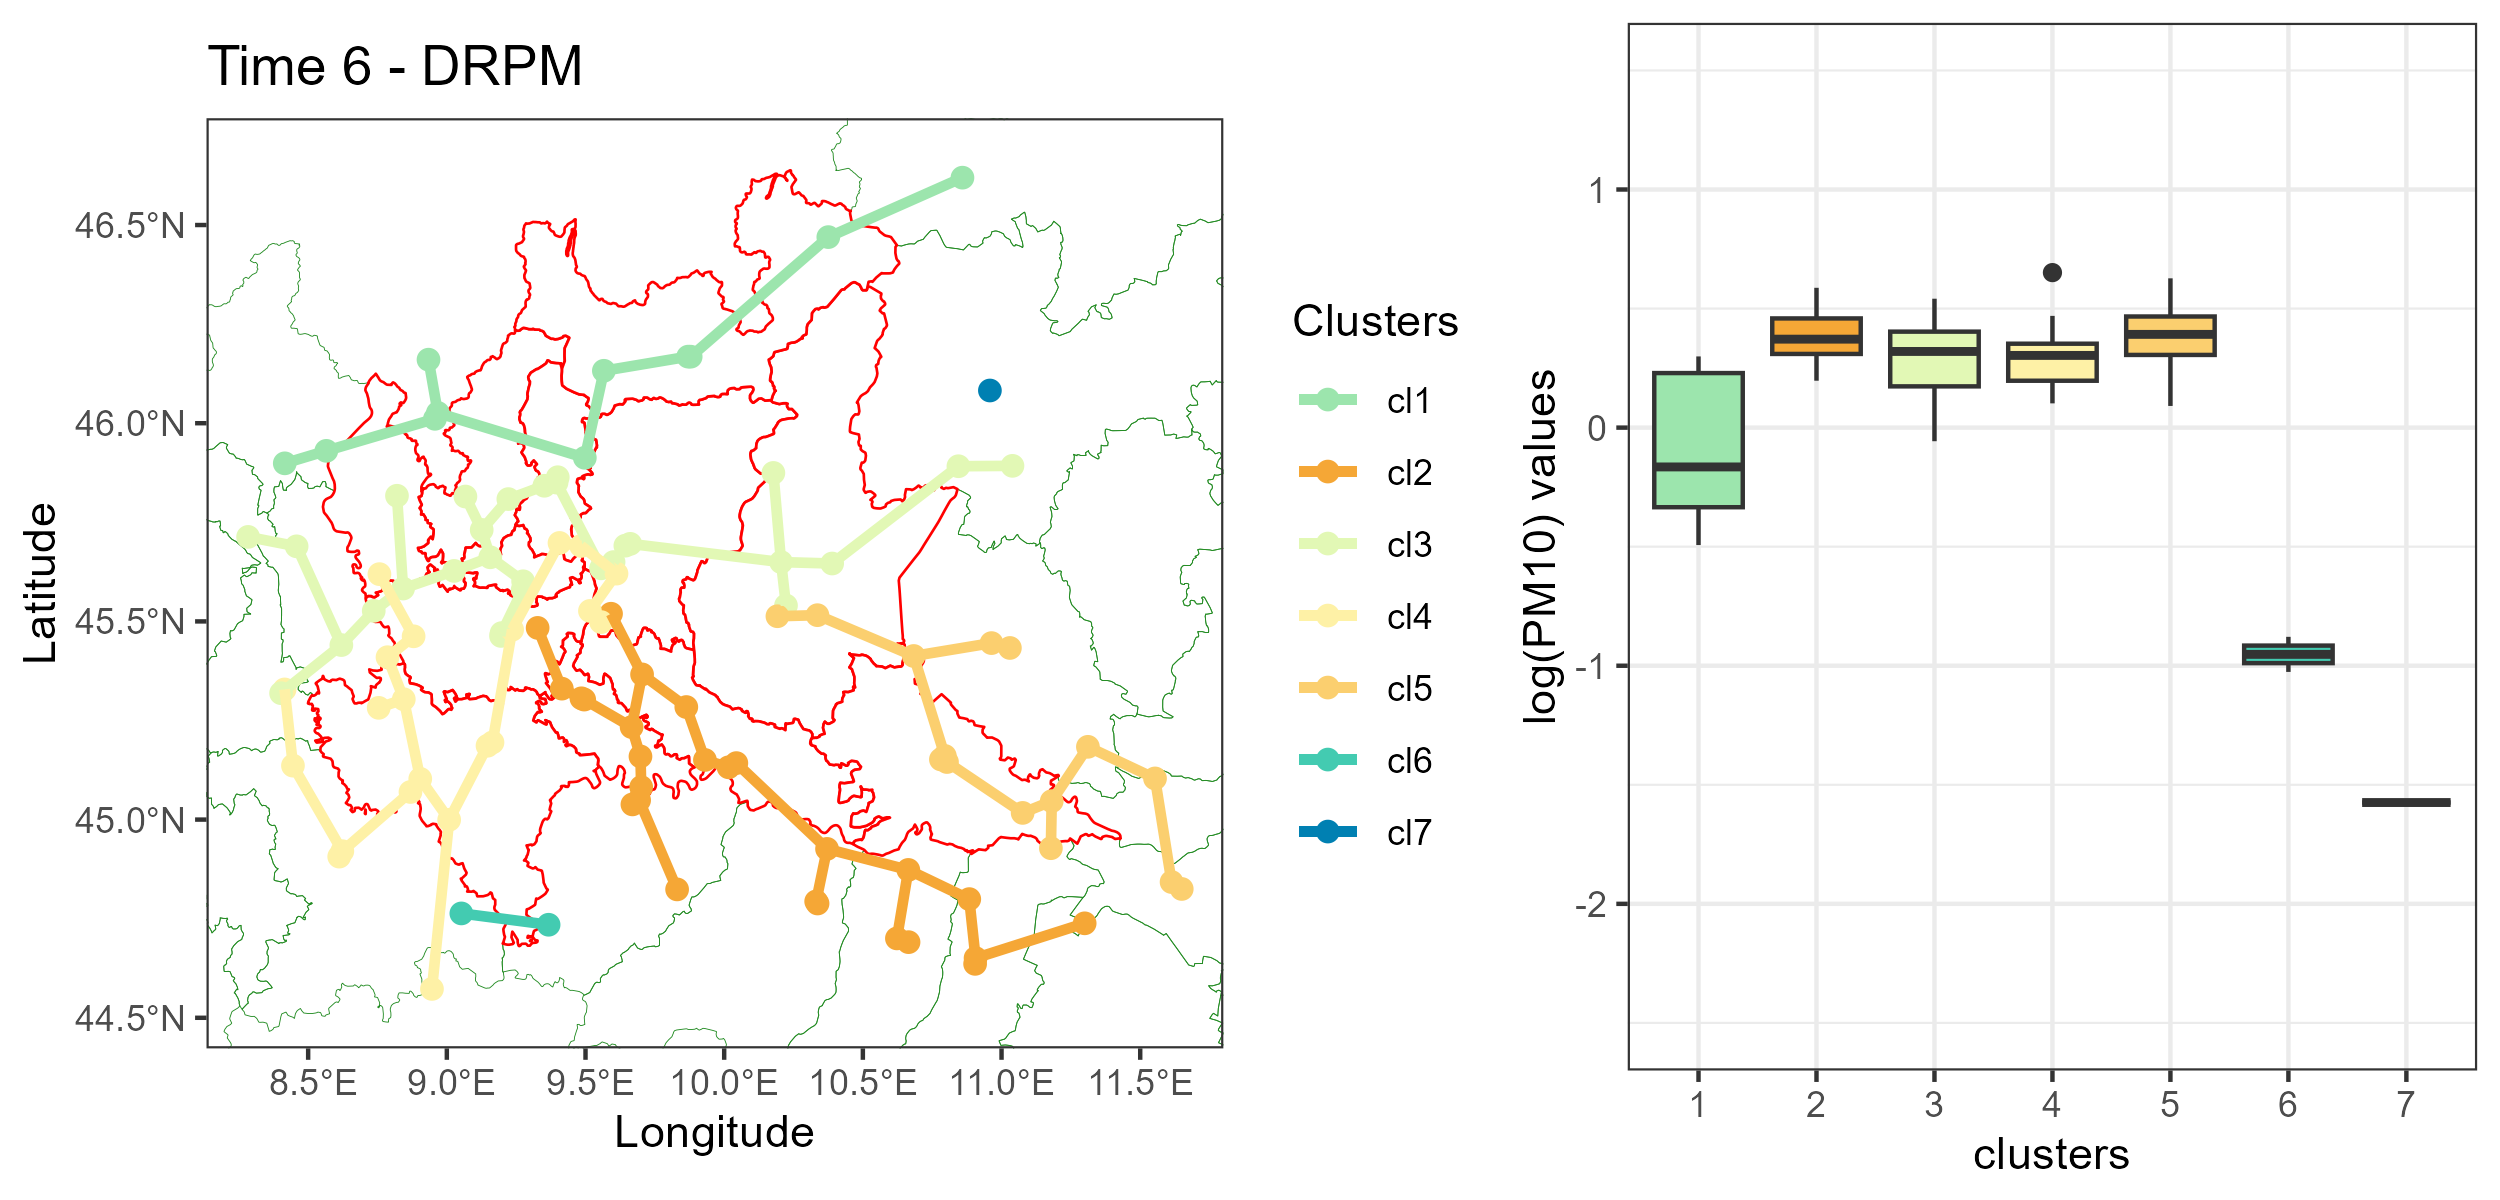 Time 6 - DRPM
46.5°N
46.0°N
45.5°N
45.0°N
44.5°N
Latitude
8.5°E 9.0°E 9.5°E 10.0°E 10.5°E 11.0°E 11.5°E
Longitude
Clusters
cl1
cl2
cl3
cl4
cl5
cl6
cl7
log(PM10) values
1
0
-1
-2
1 2 3 4 5 6 7
clusters